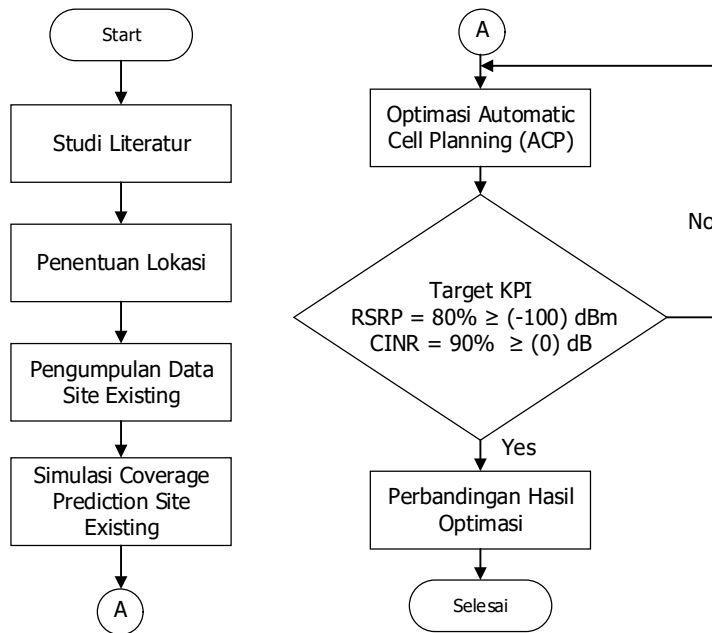 Start
Studi Literatur
Penentuan Lokasi
Pengumpulan Data
Site Existing
Simulasi Coverage
Prediction Site
Existing
A
A
Optimasi Automatic
Cell Planning (ACP)
Target KPI
RSRP = 80% ≥ (-100) dBm
CINR = 90% ≥ (0) dB
No
Yes
Perbandingan Hasil
Optimasi
Selesai